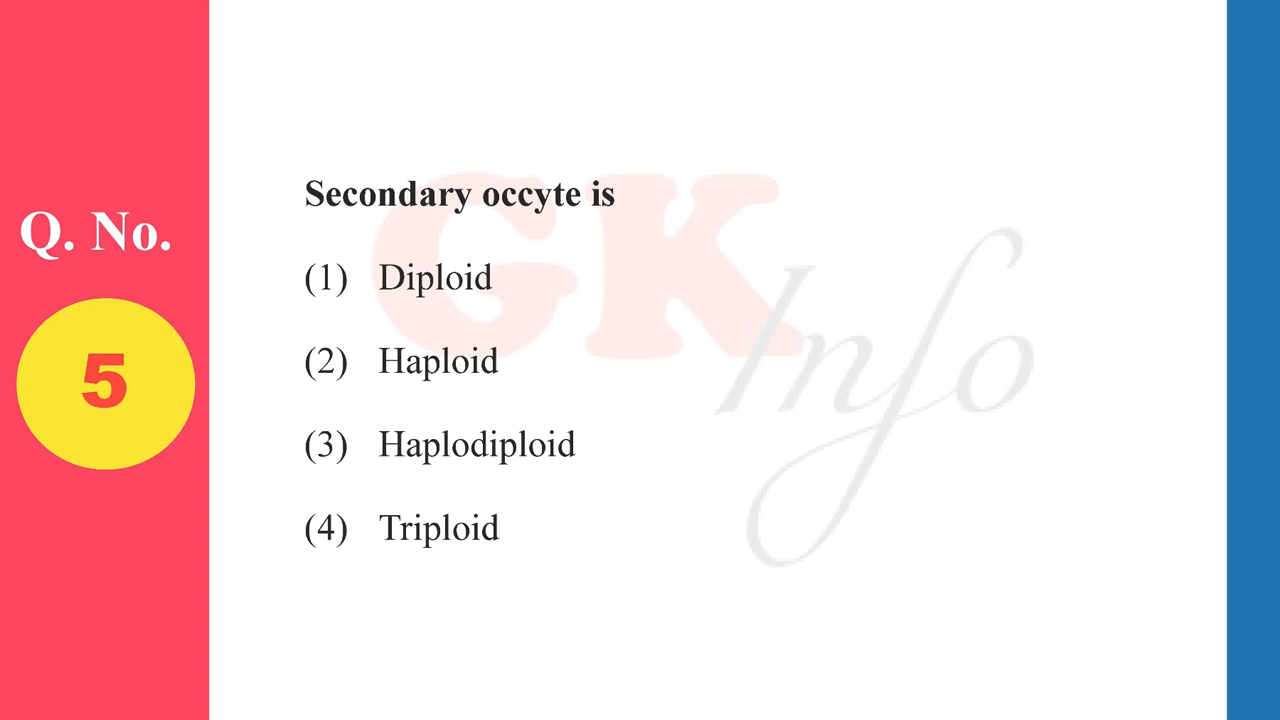 Q. No.
5
Secondary occyte is
(1) Diploid
(2) Haploid
(3) Haplodiploid
(4) Triploid
GK
Info